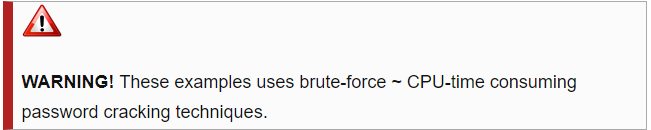 WARNING! These examples uses brute-force ~ CPU-time consuming
password cracking techniques.